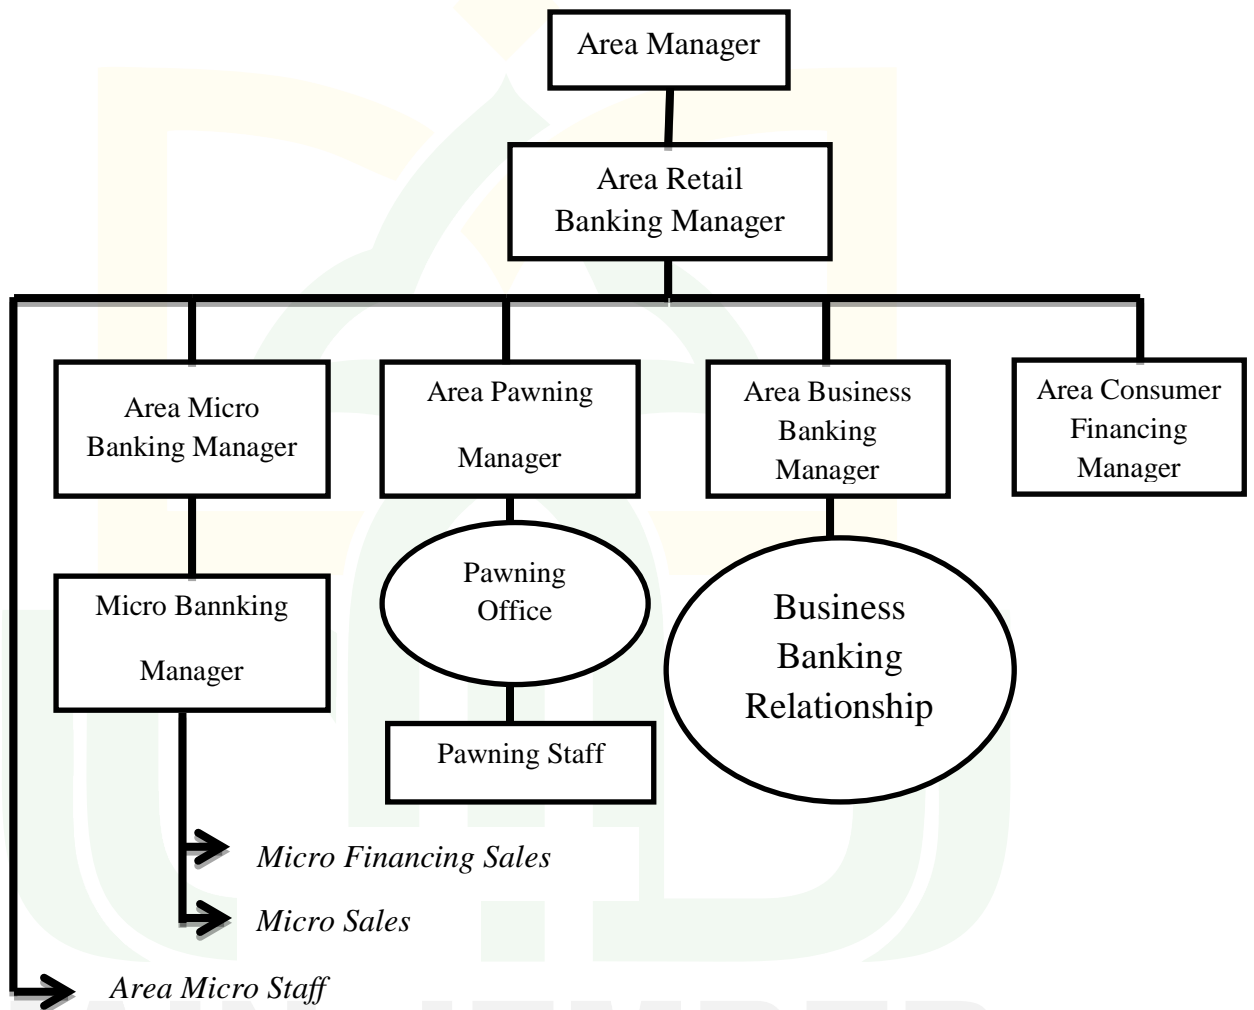 Area Manager
Area Retail
Banking Manager
Area Micro
Banking Manager
Area Pawning
Manager
Area Business
Banking
Manager
Area Consumer
Financing
Manager
Micro Bannking
Manager
Pawning
Office
Business
Banking
Relationship
Pawning Staff
Micro Financing Sales
Micro Sales
Area Micro Staff